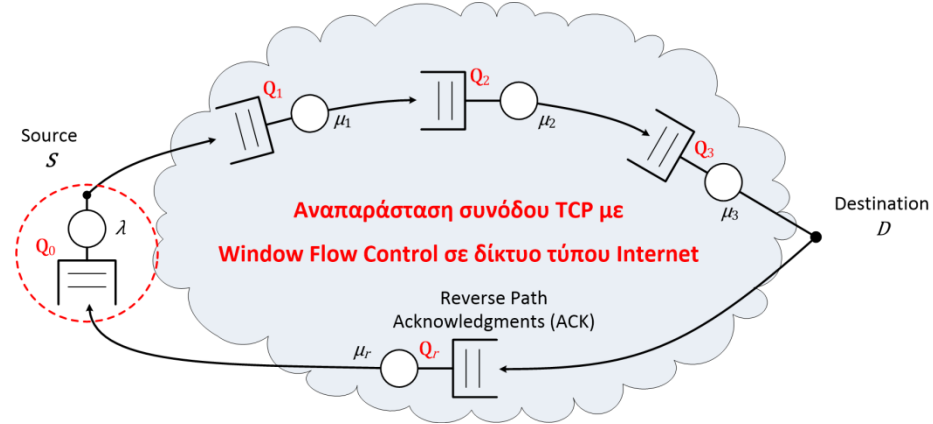 Q₁
Q₂
μ₁
μ₂
Source
S
Q₃
μ₃
λ
Q₀
Αναπαράσταση συνόδου TCP με
Window Flow Control σε δίκτυο τύπου Internet
Destination
D
Reverse Path
Acknowledgments (ACK)
μᵣ
Qᵣ